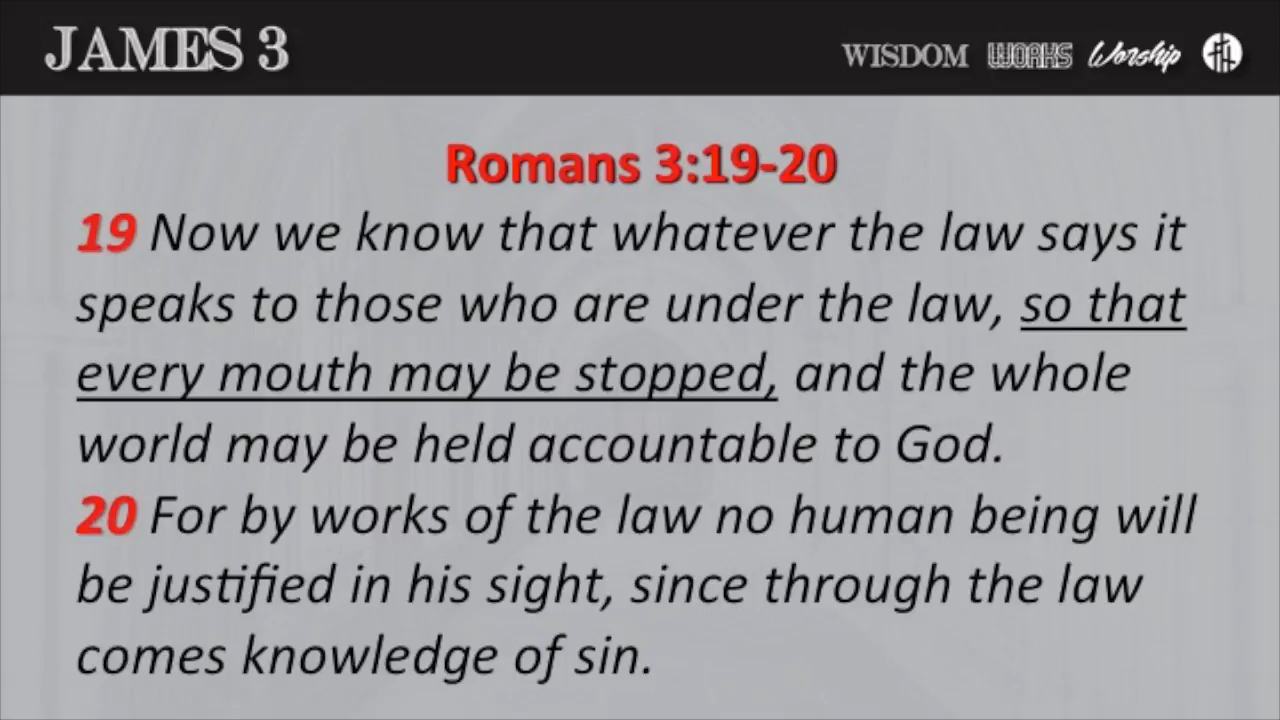 JAMES 3
WISDOM WORKS Worship
Romans 3:19-20
19 Now we know that whatever the law says it
speaks to those who are under the law, so that
every mouth may be stopped, and the whole
world may be held accountable to God.
20 For by works of the law no human being will
be justified in his sight, since through the law
comes knowledge of sin.